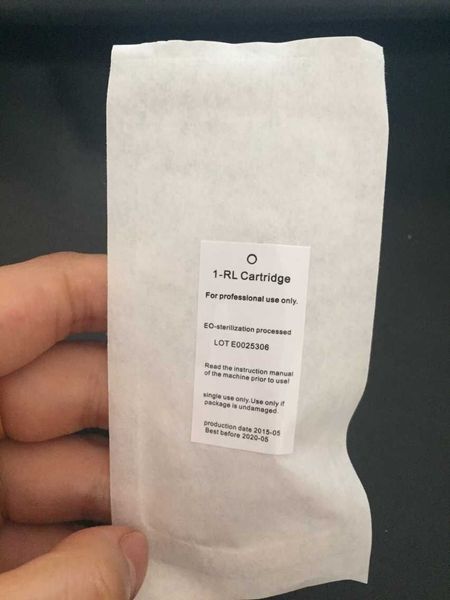 1-RL Cartridge
For professional use only.
EO-sterilization processed
LOT E0025306
Read the instruction manual
of the machine prior to use!
single use only.Use only if
package is undamaged.
production date 2015-05
Best before 2020-05